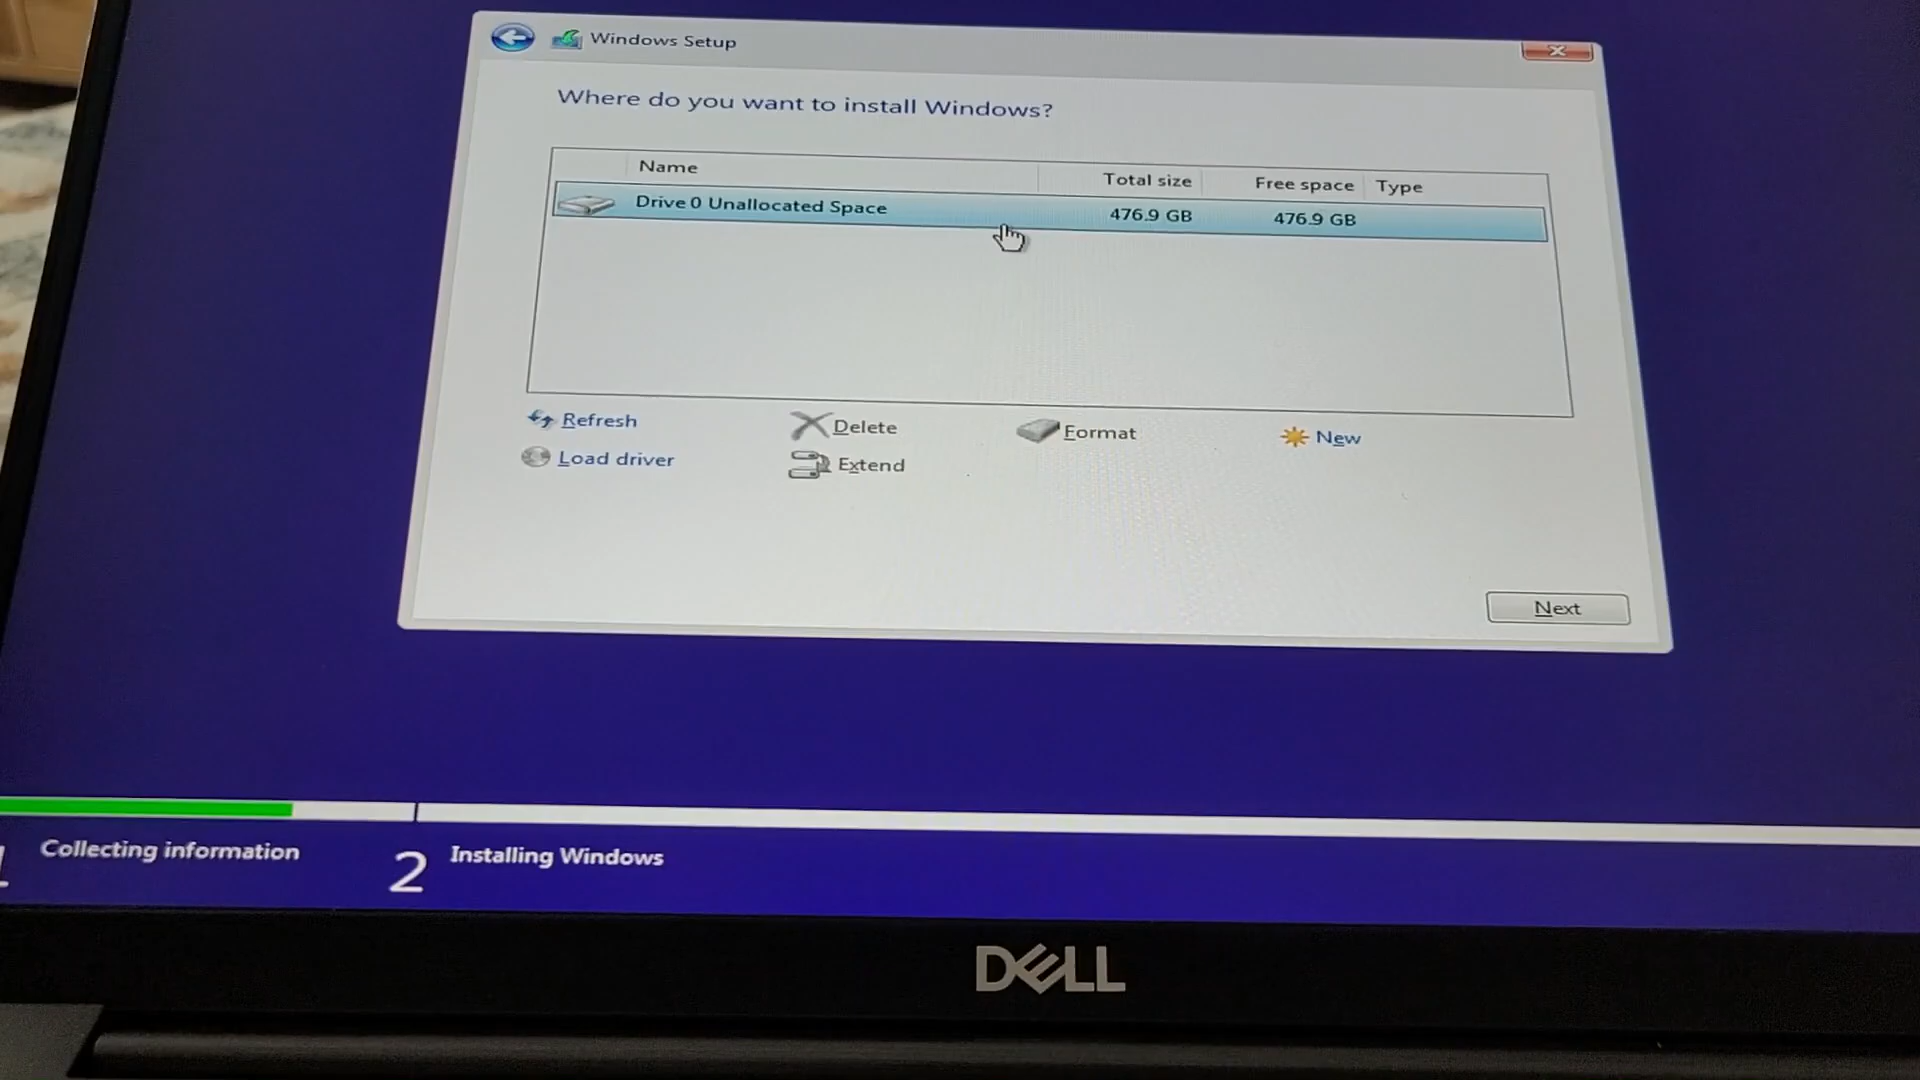 Windows Setup
Where do you want to install Windows?
Name Total size Free space Type
Drive 0 Unallocated Space 476.9 GB 476.9 GB
Refresh Delete Format New
Load driver Extend
Next
1 Collecting information 2 Installing Windows
DELL